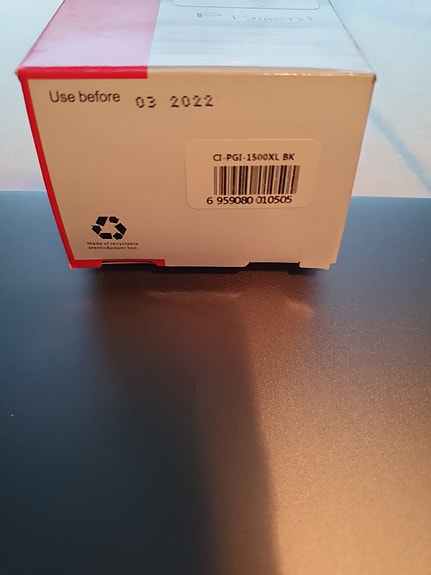 Use before 03 2022
CI-PGI-1500XL BK
6 959080 010505
Made of recyclable
plastic&paper box